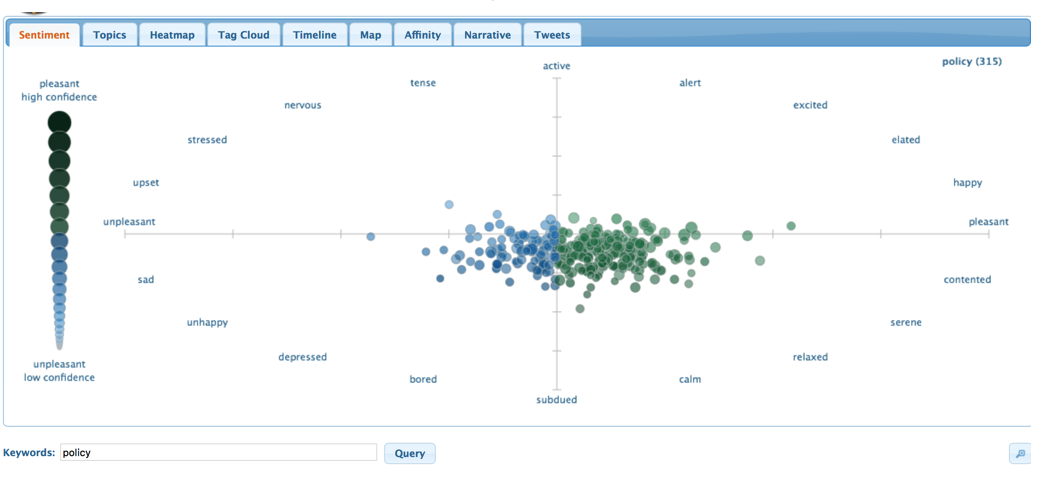 Sentiment Topics Heatmap Tag Cloud Timeline Map Affinity Narrative Tweets
policy (315)
active
pleasant
high confidence
tense
alert
nervous
excited
stressed
elated
upset
happy
unpleasant
pleasant
sad
contented
unhappy
serene
depressed
relaxed
unpleasant
low confidence
bored
calm
subdued
Keywords: policy Query